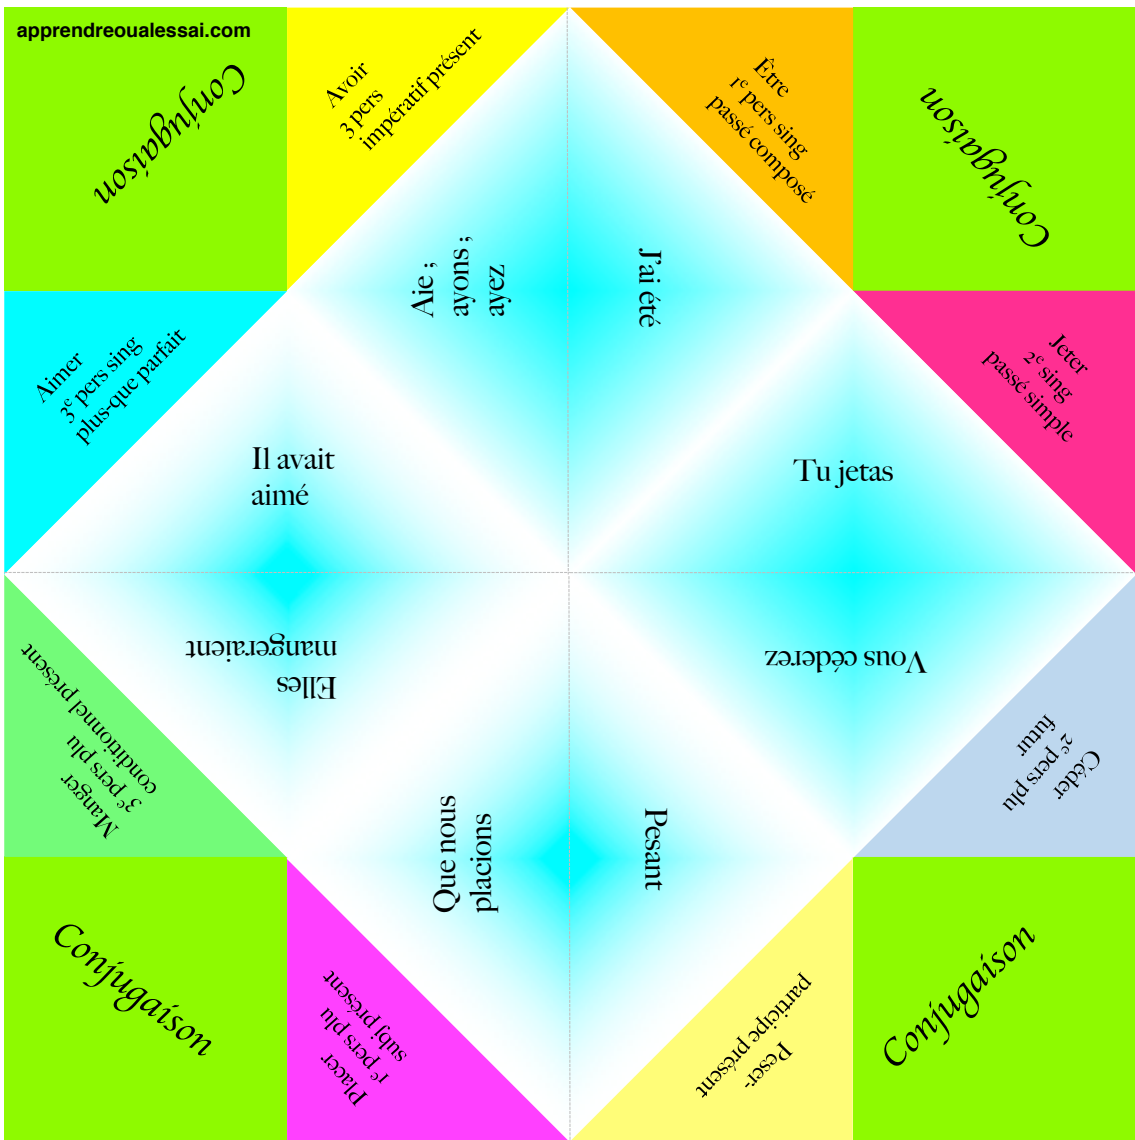 apprendreoualessai.com
Conjugaison
Avoir
3 pers
impératif présent
Être
1e pers sing
passé composé
Conjugaison
Aie ;
ayons ;
ayez
J'ai été
Aimer
3e pers sing
plus-que parfait
Jeter
2e sing
passé simple
Il avait
aimé
Tu jetas
Elles
mangeraient
Vous céderez
Manger
3e pers plu
conditionnel présent
Céder
2e pers plu
futur
Que nous
placions
Pesant
Conjugaison
Placer
1e pers plu
subj présent
Peser-
participe présent
Conjugaison